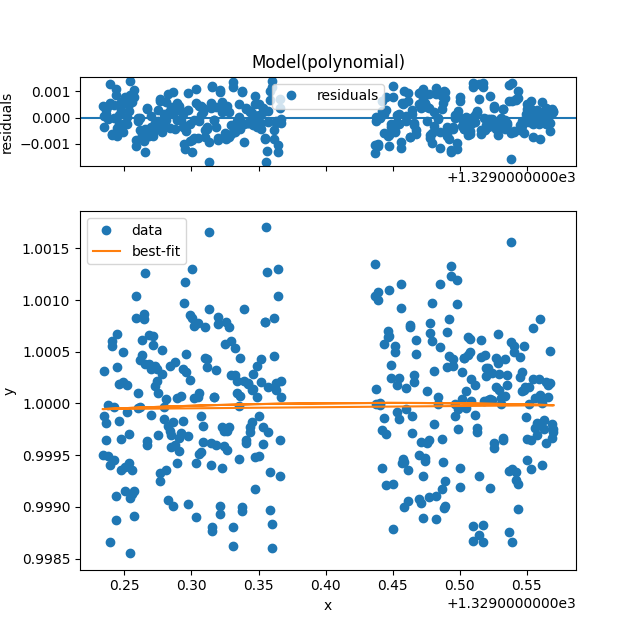 Model(polynomial)
residuals
0.001
0.000
−0.001
residuals
+1.3290000000e3
data
best-fit
y
1.0015
1.0010
1.0005
1.0000
0.9995
0.9990
0.9985
0.25 0.30 0.35 0.40 0.45 0.50 0.55
x
+1.3290000000e3